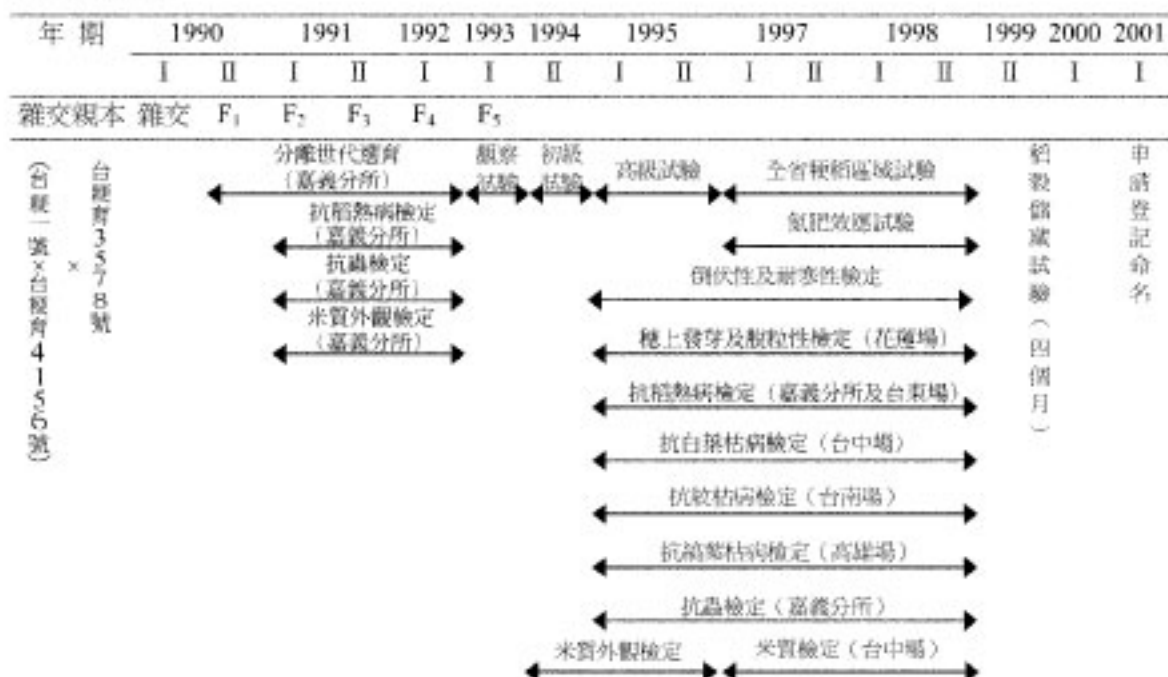 年 期 1990 1991 1992 1993 1994 1995 1997 1998 1999 2000 2001
I II I II I I II I II I II I II II I I
雜交親本 雜交 F₁ F₂ F₃ F₄ F₅
台稉育3578號
×
(台稉一號×台稉育4156號)
分離世代選育
(嘉義分所)
觀察
試驗
初級
試驗
高級試驗
全省稉稻區域試驗
稻穀儲藏試驗(四個月)
申請登記命名
抗稻熱病檢定
(嘉義分所)
氮肥效應試驗
抗蟲檢定
(嘉義分所)
倒伏性及耐寒性檢定
米質外觀檢定
(嘉義分所)
穗上發芽及脫粒性檢定(花蓮場)
抗稻熱病檢定(嘉義分所及台東場)
抗白葉枯病檢定(台中場)
抗紋枯病檢定(台南場)
抗縞葉枯病檢定(高雄場)
抗蟲檢定(嘉義分所)
米質外觀檢定
米質檢定(台中場)